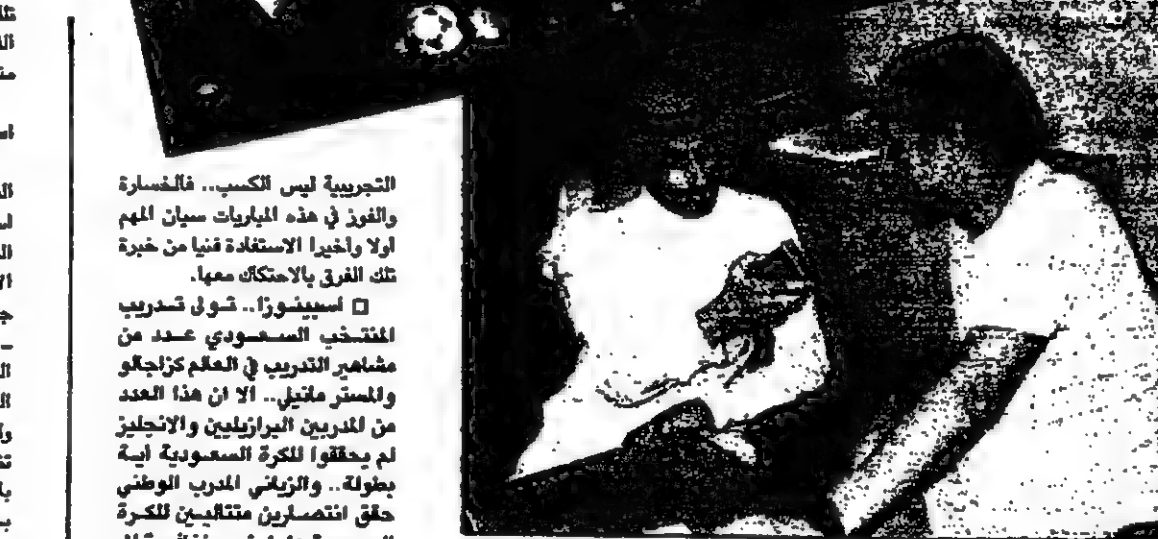 التجريبية ليس الكسب.. فالخسارة
والفوز في هذه المباريات سيان المهم
اولا واخيرا الاستفادة فنيا من خبرة
تلك الفرق بالاحتكاك معها.
□ اسبينوزا.. تولى تدريب
المنتخب السعودي عدد من
مشاهير التدريب في العالم كزاجالو
والمستر مانيلي.. الا ان هذا العدد
من المدربين البرازيليين والانجليز
لم يحققوا للكرة السعودية اية
بطولة.. والزياني المدرب الوطني
حقق انتصارين متتاليين للكرة